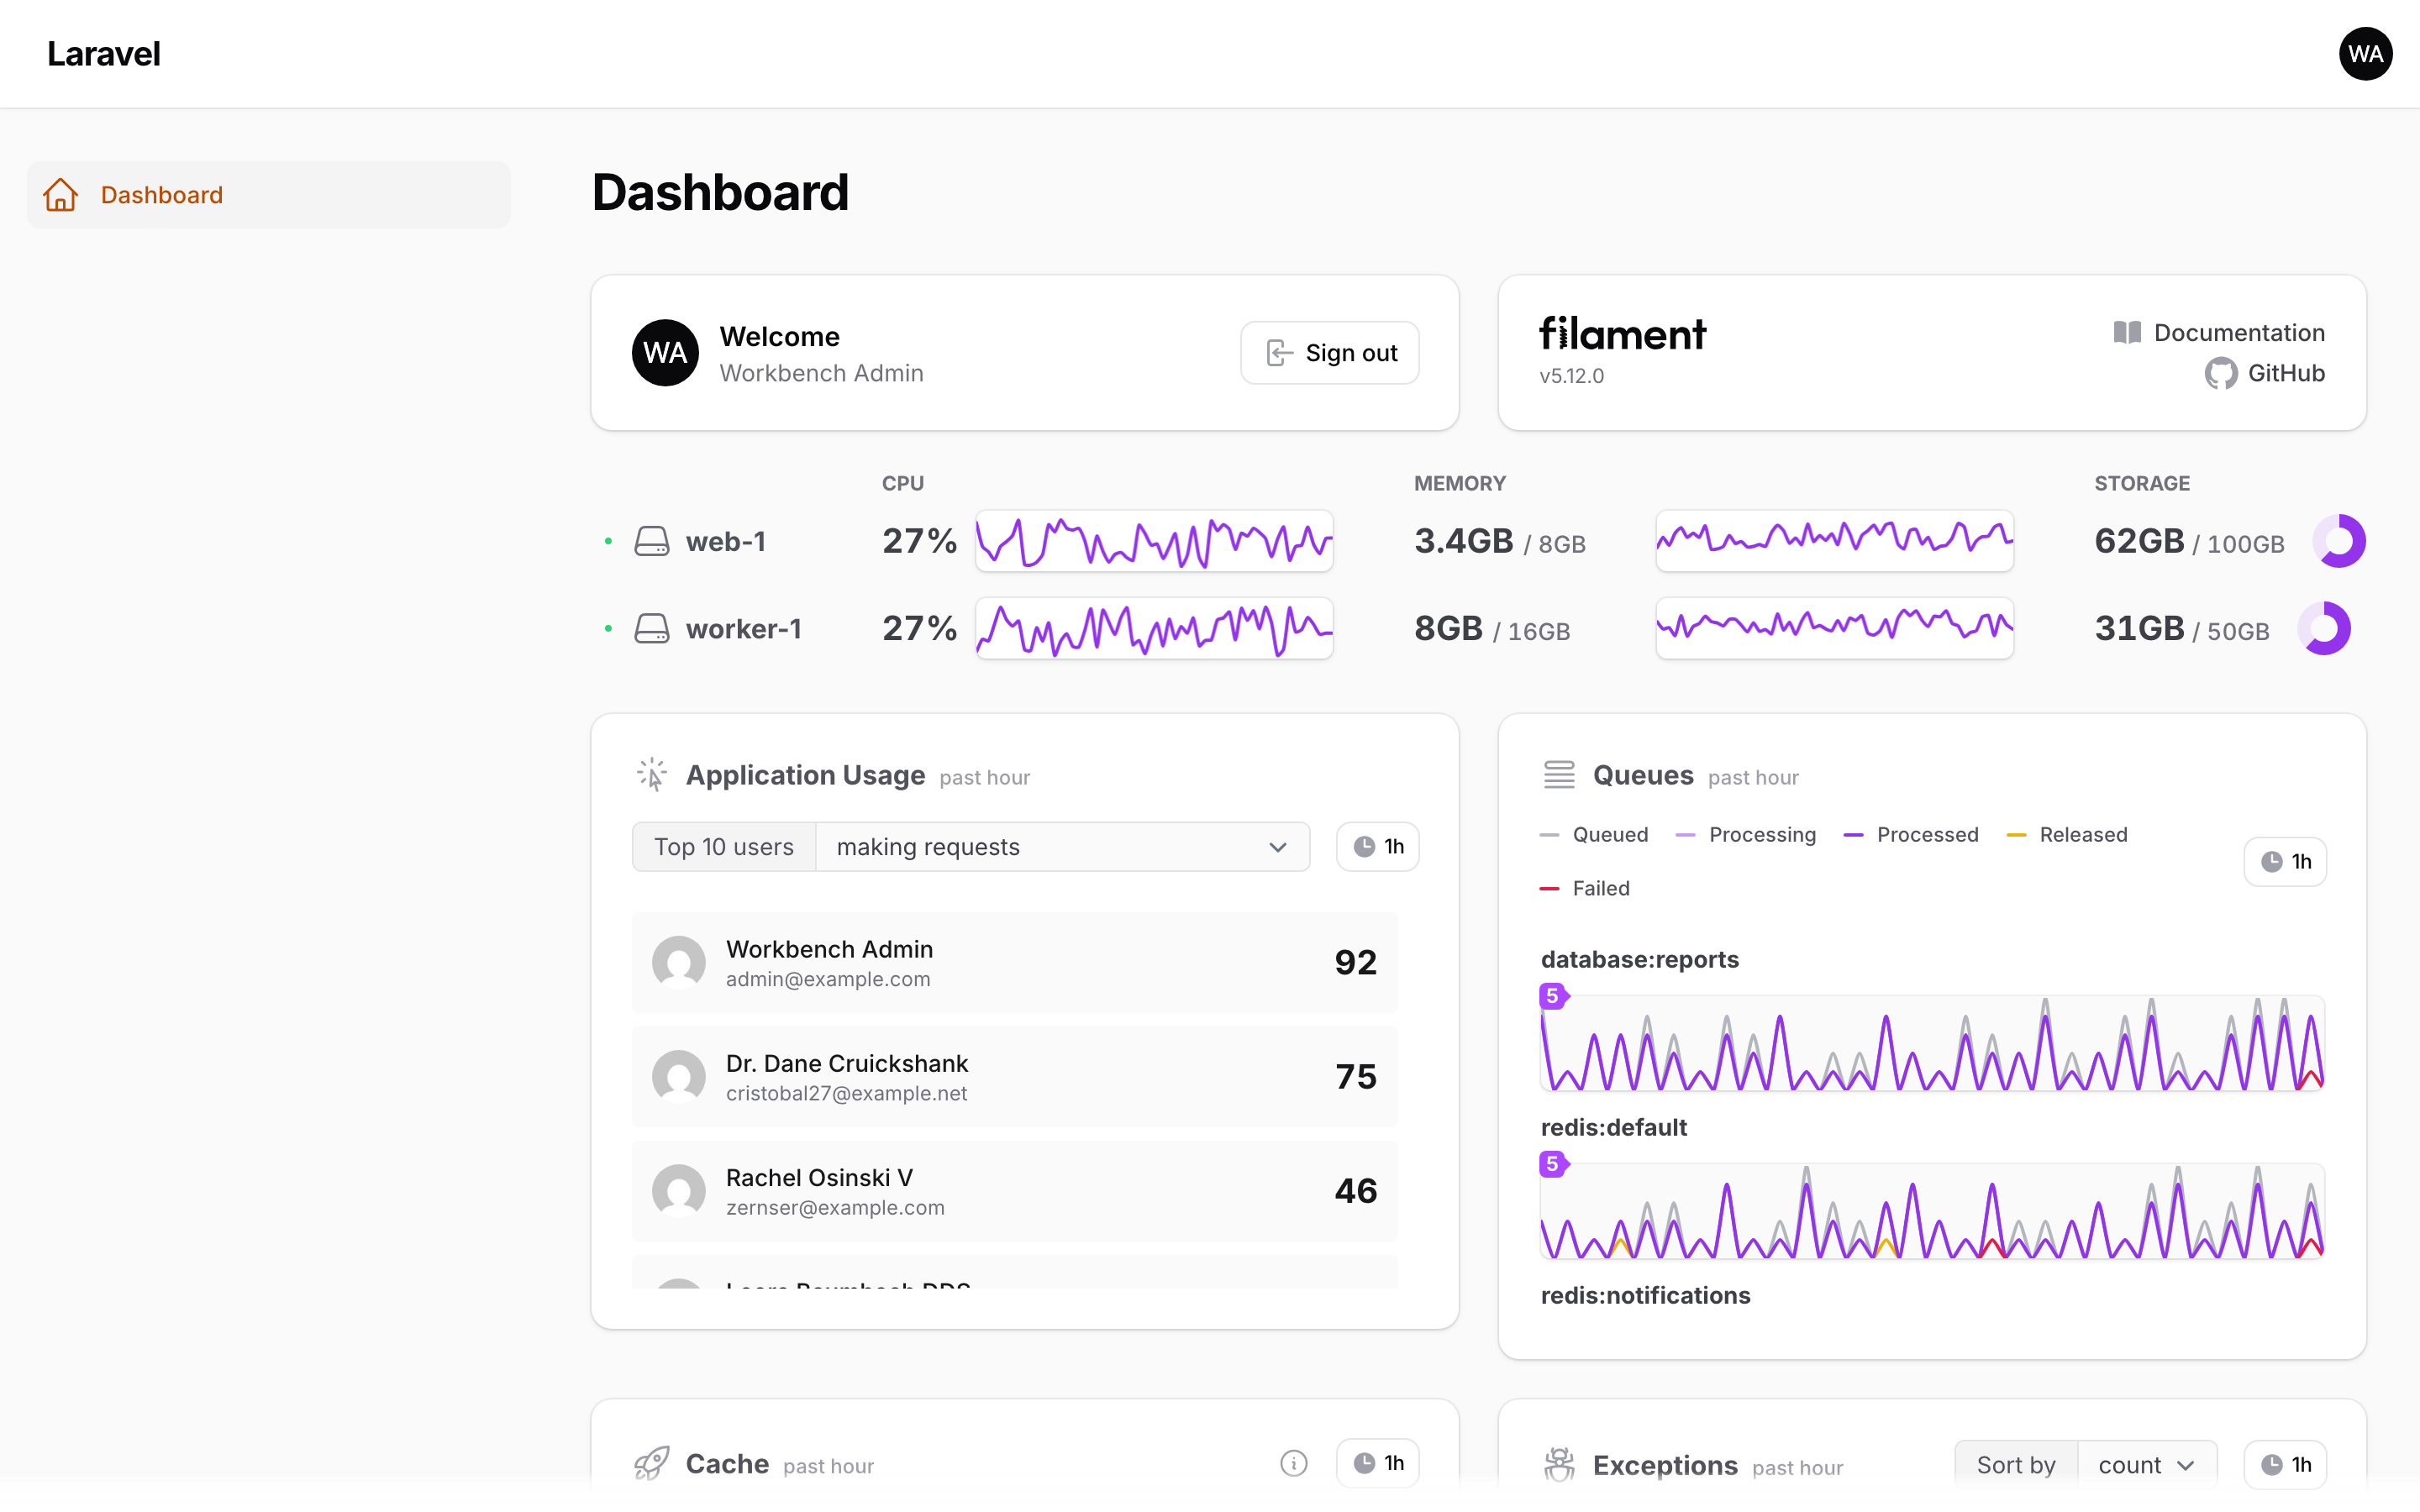 Laravel
WA
Dashboard
Dashboard
WA
Welcome
Workbench Admin
Sign out
filament
v5.12.0
Documentation
GitHub
CPU
MEMORY
STORAGE
web-1
27%
3.4GB / 8GB
62GB / 100GB
worker-1
27%
8GB / 16GB
31GB / 50GB
Application Usage past hour
Top 10 users making requests
1h
Workbench Admin
admin@example.com
92
Dr. Dane Cruickshank
cristobal27@example.net
75
Rachel Osinski V
zernser@example.com
46
Queues past hour
Queued Processing Processed Released
Failed
1h
database:reports
5
redis:default
5
redis:notifications
Cache past hour
1h
Exceptions past hour
Sort by count
1h